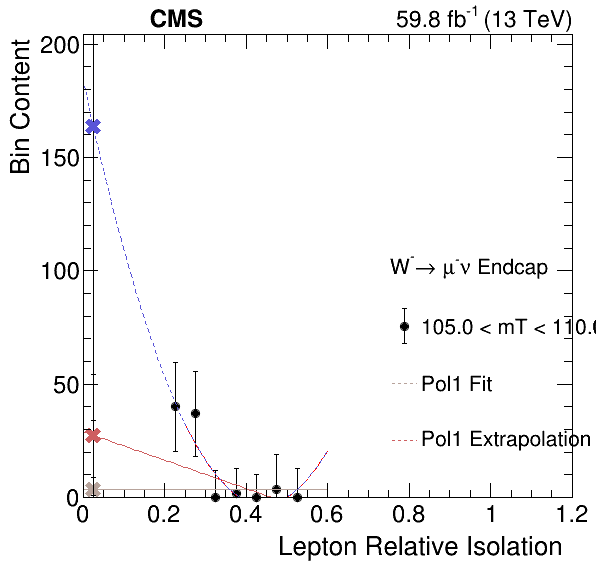 CMS 59.8 fb⁻¹ (13 TeV)
Bin Content
200
150
100
50
0
W⁻→ μ⁻ν Endcap
105.0 < mT < 110.0
Pol1 Fit
Pol1 Extrapolation
0 0.2 0.4 0.6 0.8 1 1.2
Lepton Relative Isolation